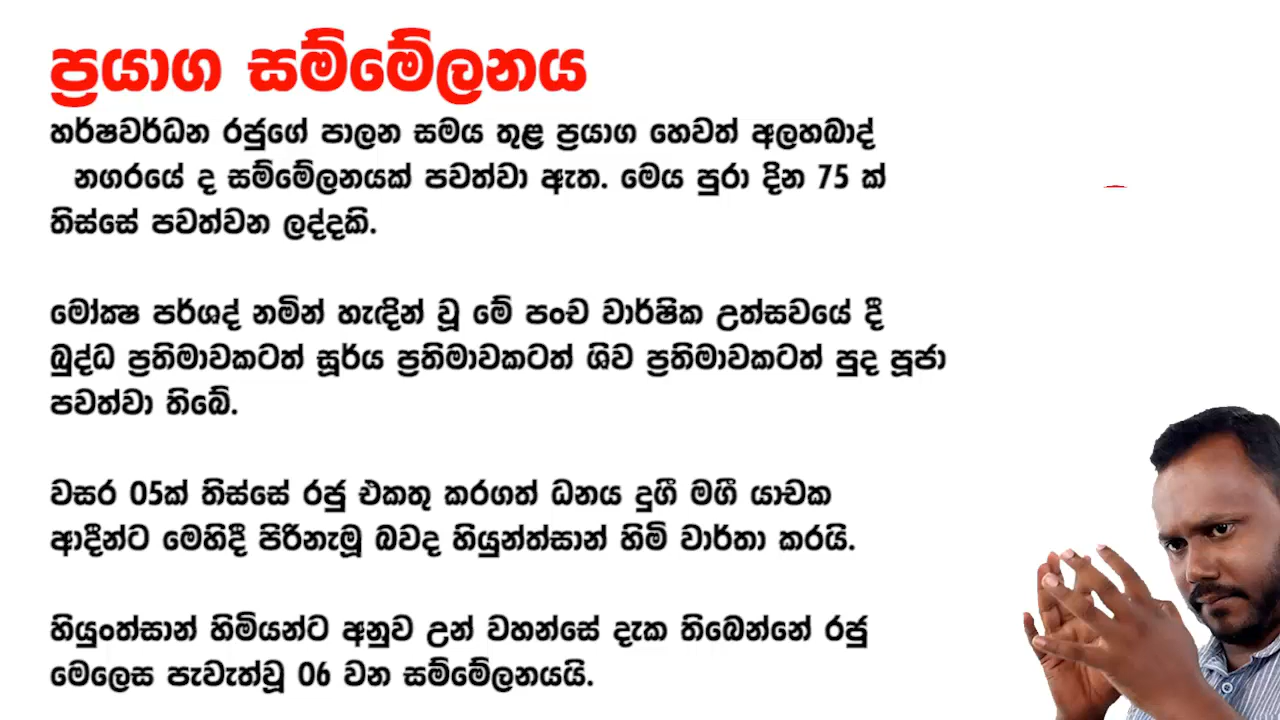 ප්‍රයාග සම්මේලනය
හර්ෂවර්ධන රජුගේ පාලන සමය තුළ ප්‍රයාග හෙවත් අලහබාද්
නගරයේ ද සම්මේලනයක් පවත්වා ඇත. මෙය පුරා දින 75 ක්
තිස්සේ පවත්වන ලද්දකි.
මෝක්‍ෂ පර්ශද් නමින් හැඳින් වූ මේ පංච වාර්ෂික උත්සවයේ දී
බුද්ධ ප්‍රතිමාවකටත් සූර්ය ප්‍රතිමාවකටත් ශිව ප්‍රතිමාවකටත් පුද පූජා
පවත්වා තිබේ.
වසර 05ක් තිස්සේ රජු එකතු කරගත් ධනය දුගී මගී යාචක
ආදීන්ට මෙහිදී පිරිනැමූ බවද හියුන්ත්සාන් හිමි වාර්තා කරයි.
හියුංත්සාන් හිමියන්ට අනුව උන් වහන්සේ දැක තිබෙන්නේ රජු
මෙලෙස පැවැත්වූ 06 වන සම්මේලනයයි.